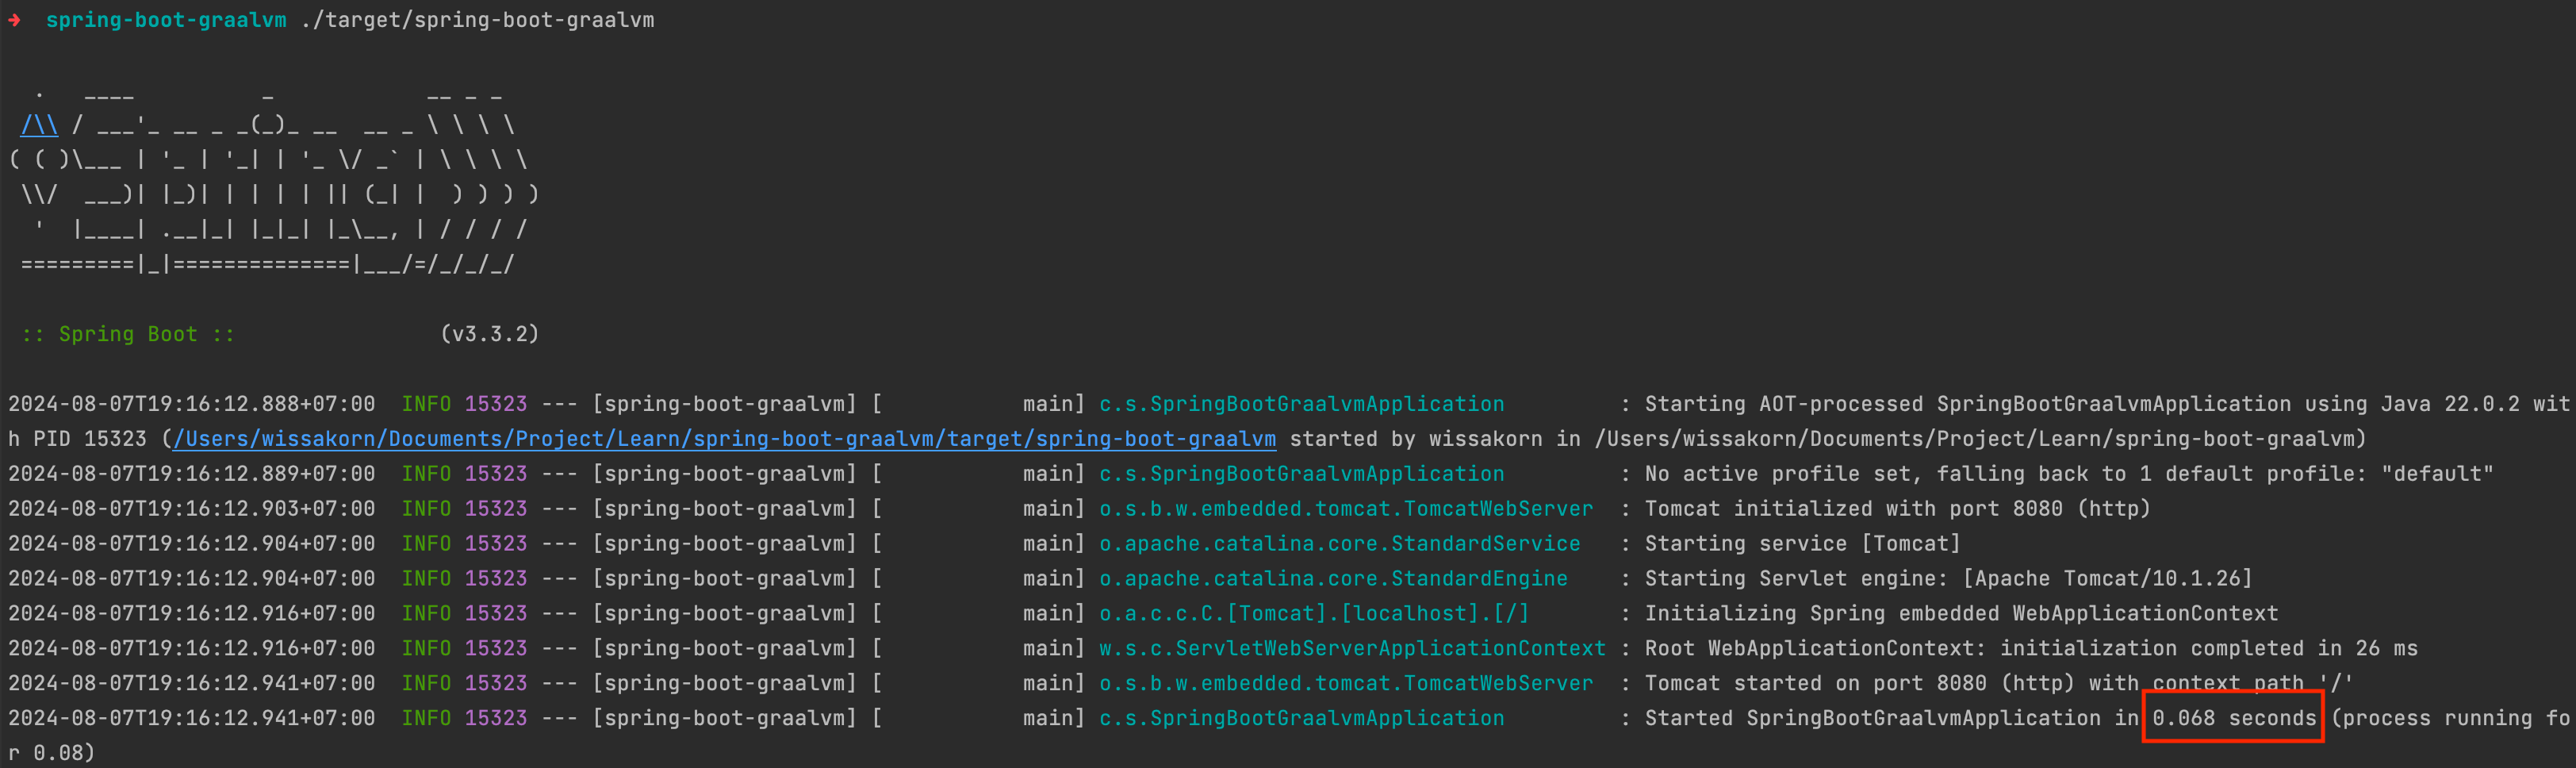 ➜  spring-boot-graalvm ./target/spring-boot-graalvm
  .   ____          _            __ _ _
 /\\ / ___'_ __ _ _(_)_ __  __ _ \ \ \ \
( ( )\___ | '_ | '_| | '_ \/ _` | \ \ \ \
 \\/  ___)| |_)| | | | | || (_| |  ) ) ) )
  '  |____| .__|_| |_|_| |_\__, | / / / /
 =========|_|==============|___/=/_/_/_/
 :: Spring Boot ::                (v3.3.2)
2024-08-07T19:16:12.888+07:00  INFO 15323 --- [spring-boot-graalvm] [           main] c.s.SpringBootGraalvmApplication         : Starting AOT-processed SpringBootGraalvmApplication using Java 22.0.2 wit
h PID 15323 (/Users/wissakorn/Documents/Project/Learn/spring-boot-graalvm/target/spring-boot-graalvm started by wissakorn in /Users/wissakorn/Documents/Project/Learn/spring-boot-graalvm)
2024-08-07T19:16:12.889+07:00  INFO 15323 --- [spring-boot-graalvm] [           main] c.s.SpringBootGraalvmApplication         : No active profile set, falling back to 1 default profile: "default"
2024-08-07T19:16:12.903+07:00  INFO 15323 --- [spring-boot-graalvm] [           main] o.s.b.w.embedded.tomcat.TomcatWebServer  : Tomcat initialized with port 8080 (http)
2024-08-07T19:16:12.904+07:00  INFO 15323 --- [spring-boot-graalvm] [           main] o.apache.catalina.core.StandardService   : Starting service [Tomcat]
2024-08-07T19:16:12.904+07:00  INFO 15323 --- [spring-boot-graalvm] [           main] o.apache.catalina.core.StandardEngine    : Starting Servlet engine: [Apache Tomcat/10.1.26]
2024-08-07T19:16:12.916+07:00  INFO 15323 --- [spring-boot-graalvm] [           main] o.a.c.c.C.[Tomcat].[localhost].[/]       : Initializing Spring embedded WebApplicationContext
2024-08-07T19:16:12.916+07:00  INFO 15323 --- [spring-boot-graalvm] [           main] w.s.c.ServletWebServerApplicationContext : Root WebApplicationContext: initialization completed in 26 ms
2024-08-07T19:16:12.941+07:00  INFO 15323 --- [spring-boot-graalvm] [           main] o.s.b.w.embedded.tomcat.TomcatWebServer  : Tomcat started on port 8080 (http) with context path '/'
2024-08-07T19:16:12.941+07:00  INFO 15323 --- [spring-boot-graalvm] [           main] c.s.SpringBootGraalvmApplication         : Started SpringBootGraalvmApplication in 0.068 seconds (process running fo
r 0.08)